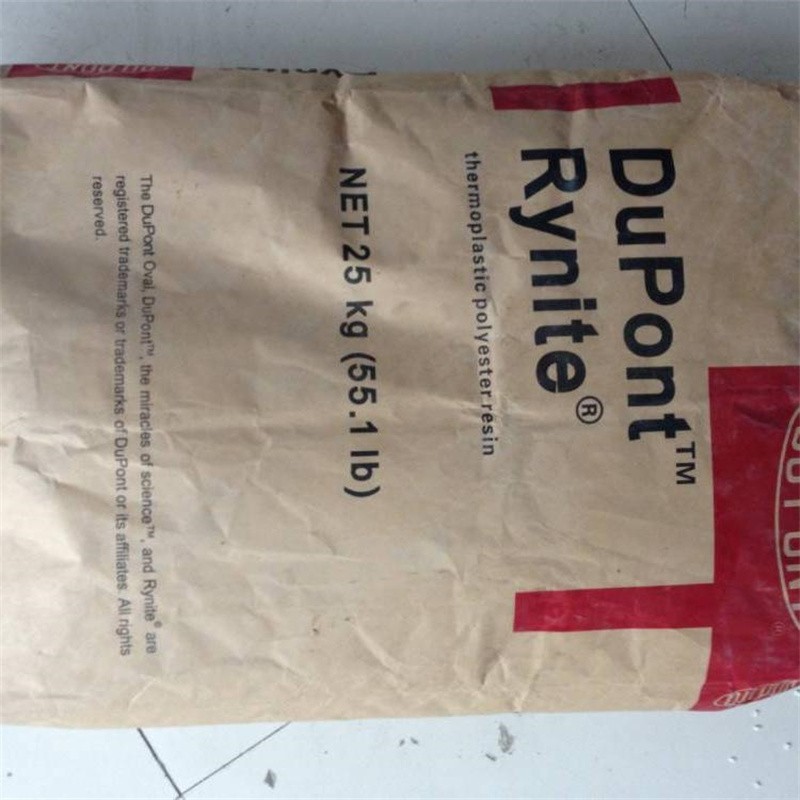 DuPont™
Rynite®
thermoplastic polyester resin
NET 25 kg (55.1 lb)
The DuPont Oval, DuPont™, the miracles of science™, and Rynite® are
registered trademarks or trademarks of DuPont or its affiliates. All rights
reserved.